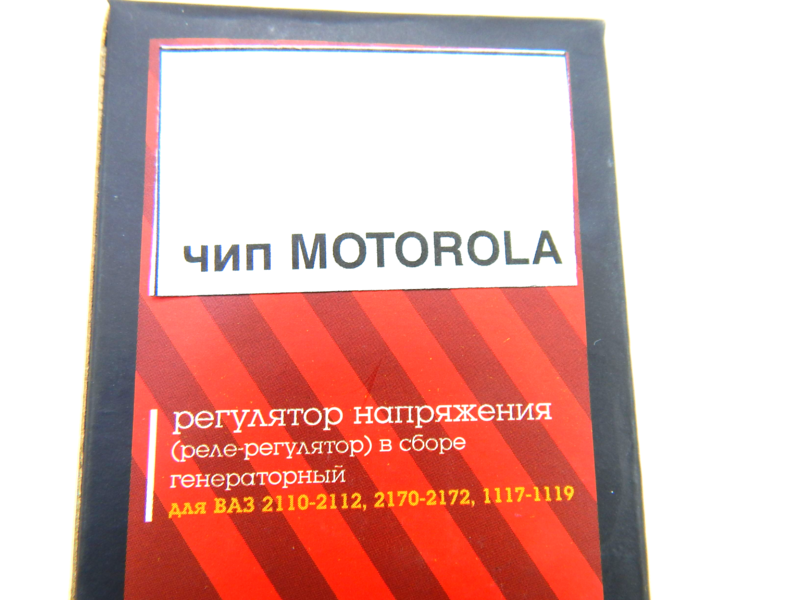 чип MOTOROLA
регулятор напряжения
(реле-регулятор) в сборе
генераторный
для ВАЗ 2110-2112, 2170-2172, 1117-1119